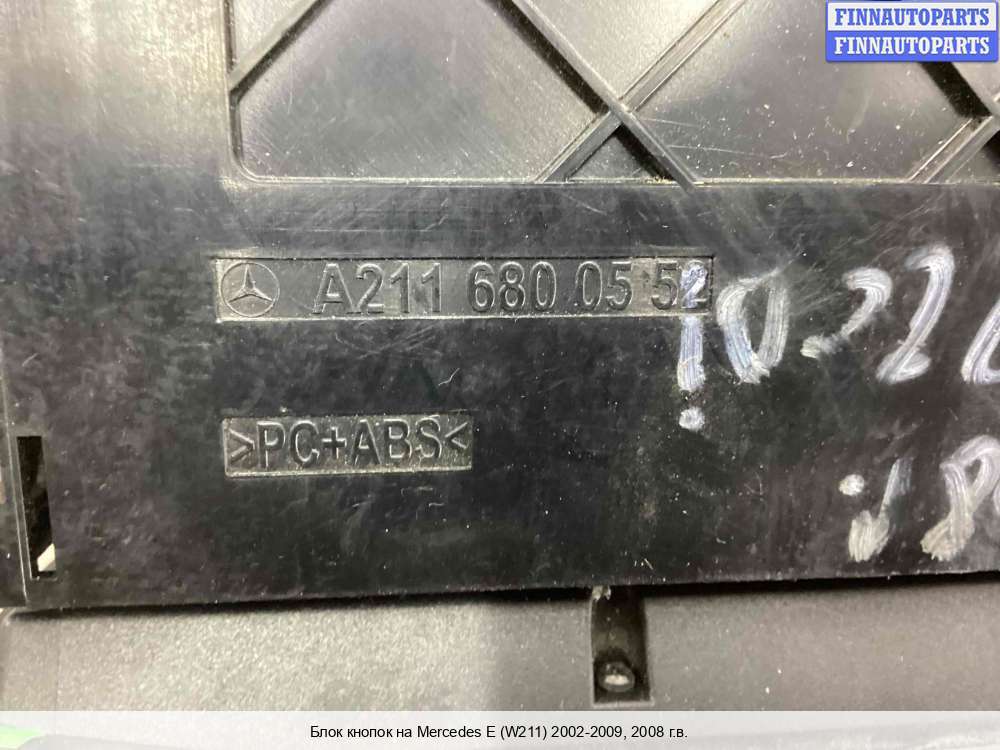 FINNAUTOPARTS
FINNAUTOPARTS
A211 680 05 52
>PC+ABS<
Блок кнопок на Mercedes E (W211) 2002-2009, 2008 г.в.